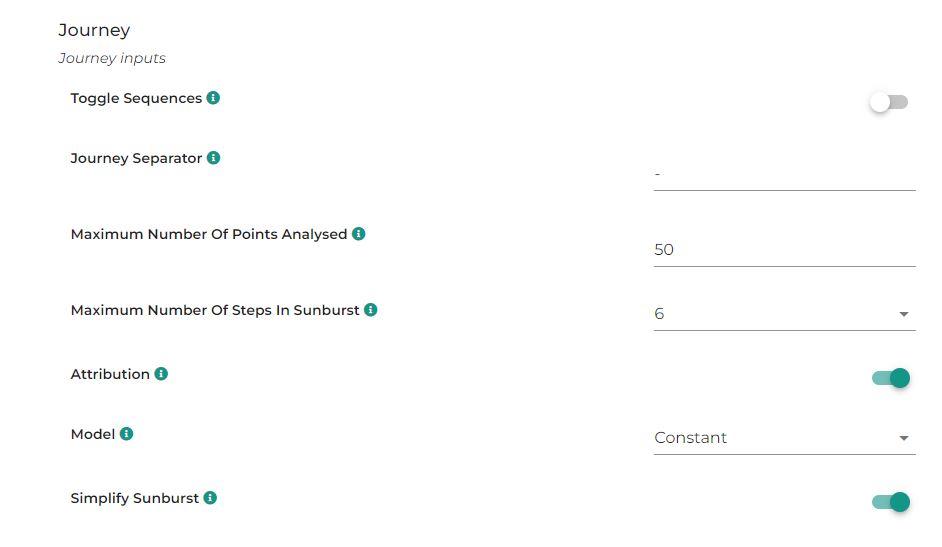 Journey
Journey inputs
Toggle Sequences
Journey Separator
-
Maximum Number Of Points Analysed
50
Maximum Number Of Steps In Sunburst
6
Attribution
Model
Constant
Simplify Sunburst